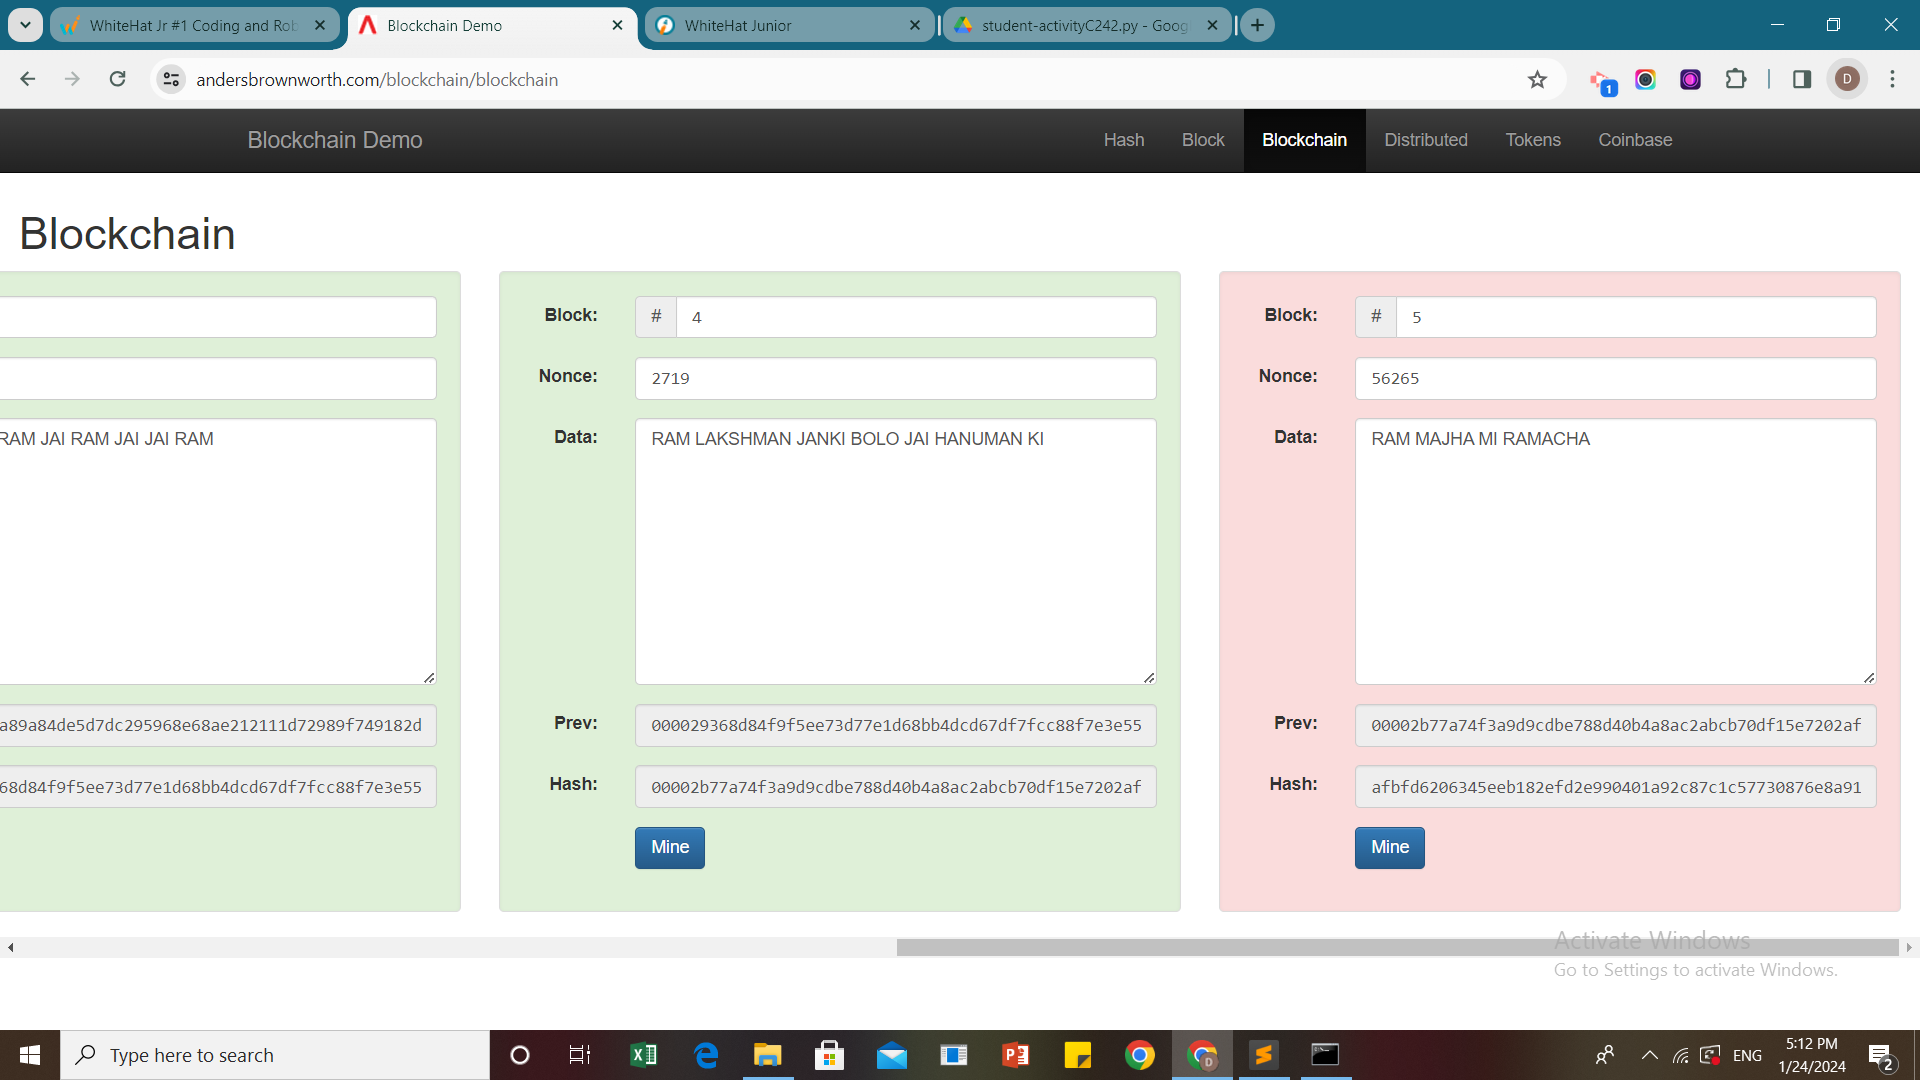 WhiteHat Jr #1 Coding and Rob
Blockchain Demo
WhiteHat Junior
student-activityC242.py - Goog
andersbrownworth.com/blockchain/blockchain
1
D
Blockchain Demo
Hash
Block
Blockchain
Distributed
Tokens
Coinbase
Blockchain
RAM JAI RAM JAI JAI RAM
a89a84de5d7dc295968e68ae212111d72989f749182d
68d84f9f5ee73d77e1d68bb4dcd67df7fcc88f7e3e55
Block: # 4
Nonce: 2719
Data: RAM LAKSHMAN JANKI BOLO JAI HANUMAN KI
Prev: 000029368d84f9f5ee73d77e1d68bb4dcd67df7fcc88f7e3e55
Hash: 00002b77a74f3a9d9cdbe788d40b4a8ac2abcb70df15e7202af
Mine
Block: # 5
Nonce: 56265
Data: RAM MAJHA MI RAMACHA
Prev: 00002b77a74f3a9d9cdbe788d40b4a8ac2abcb70df15e7202af
Hash: afbfd6206345eeb182efd2e990401a92c87c1c57730876e8a91
Mine
Activate Windows
Go to Settings to activate Windows.
Type here to search
ENG
5:12 PM
1/24/2024
2